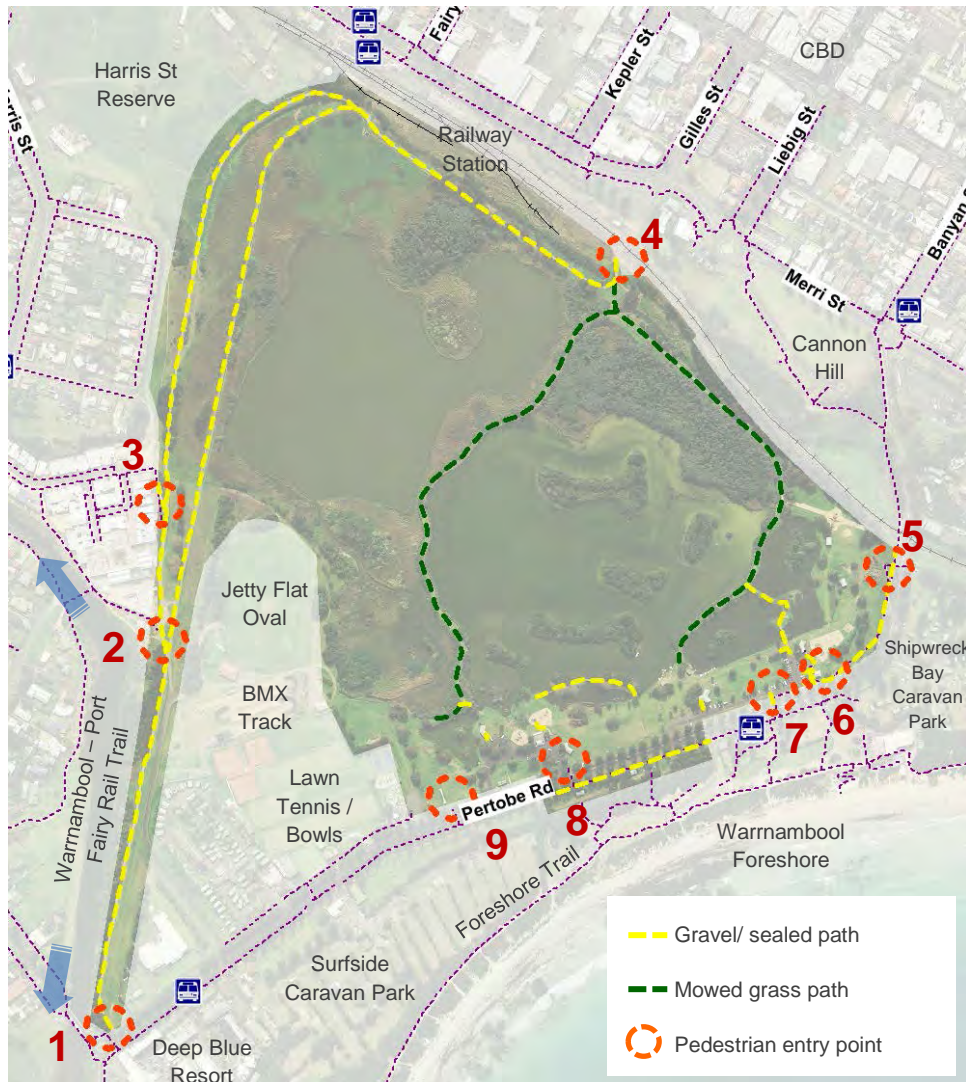 Fairy
Kepler St
CBD
Harris St
Reserve
Gilles St
Liebig St
Railway
Station
Banyan
4
Merri St
Cannon
Hill
3
5
Jetty Flat
Oval
2
Shipwreck
Bay
Caravan
Park
BMX
Track
6
7
Warrnambool – Port
Fairy Rail Trail
Lawn
Tennis /
Bowls
Pertobe Rd
8
9
Warrnambool
Foreshore
Foreshore Trail
Surfside
Caravan Park
1
Deep Blue
Resort
Gravel/ sealed path
Mowed grass path
Pedestrian entry point